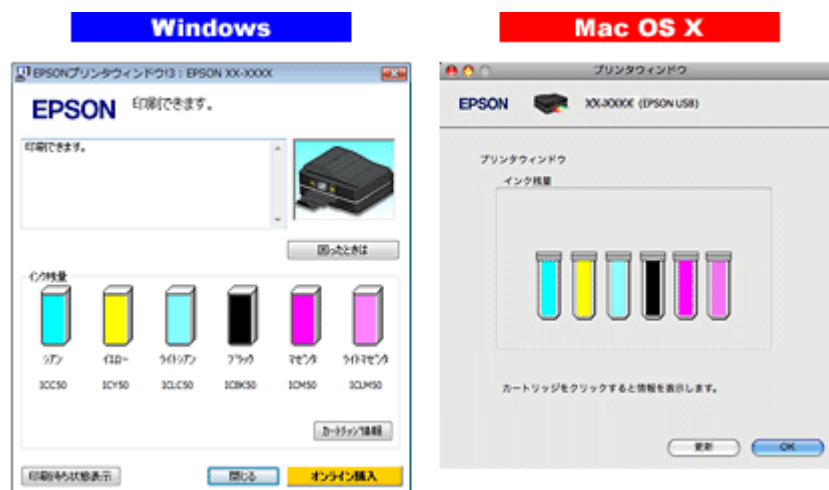 Windows
Mac OS X
EPSONプリンタウィンドウ!3 : EPSON XX-XXXX
EPSON
印刷できます。
印刷できます。
困ったときは
インク残量
シアン
イエロー
ライトシアン
ブラック
マゼンタ
ライトマゼンタ
ICC50
ICY50
ICLC50
ICBK50
ICM50
ICLM50
カートリッジ情報
印刷待ち状態表示
閉じる
オンライン購入
プリンタウィンドウ
EPSON
XX-XXXX (EPSON USB)
プリンタウィンドウ
インク残量
カートリッジをクリックすると情報を表示します。
更新
OK